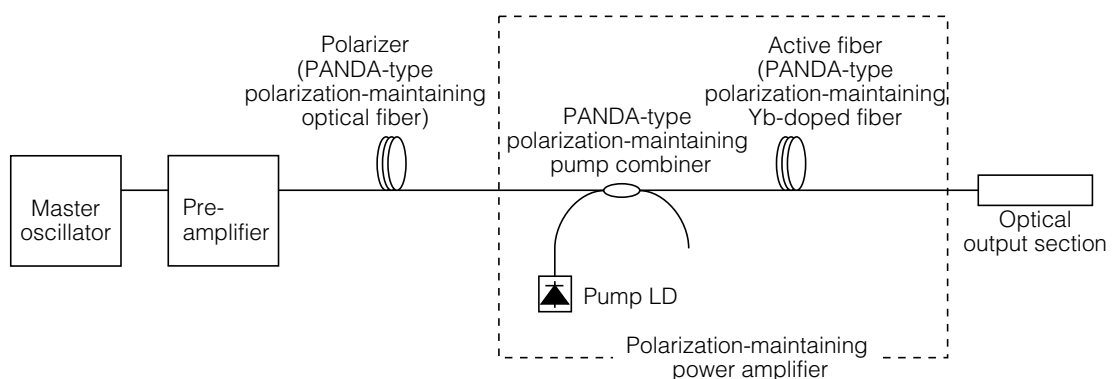 Polarizer
(PANDA-type
polarization-maintaining
optical fiber)
Active fiber
(PANDA-type
polarization-maintaining
Yb-doped fiber
PANDA-type
polarization-maintaining
pump combiner
Master
oscillator
Pre-
amplifier
Optical
output section
Pump LD
Polarization-maintaining
power amplifier